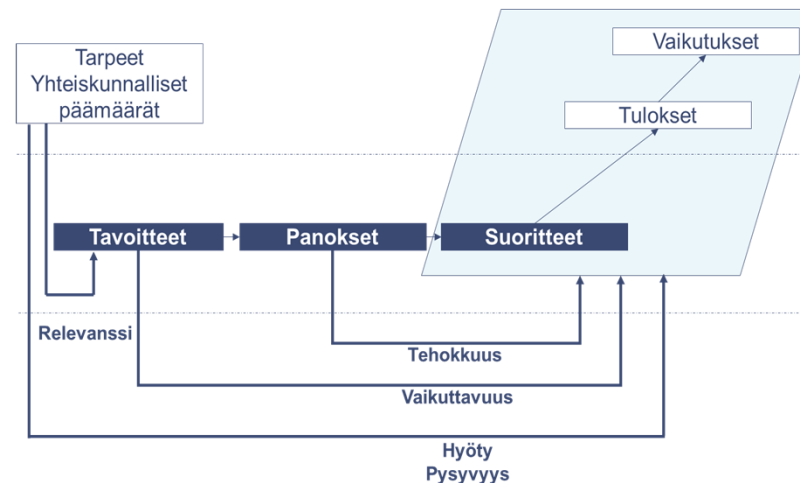 Vaikutukset
Tarpeet
Yhteiskunnalliset
päämäärät
Tulokset
Tavoitteet
Panokset
Suoritteet
Relevanssi
Tehokkuus
Vaikuttavuus
Hyöty
Pysyvyys